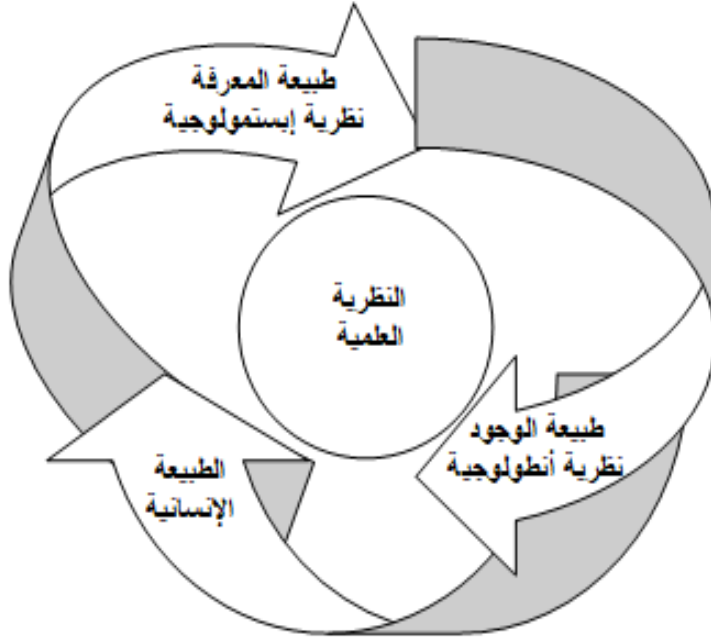 طبيعة المعرفة
نظرية إبستمولوجية
النظرية
العلمية
طبيعة الوجود
نظرية أنطولوجية
الطبيعة
الإنسانية